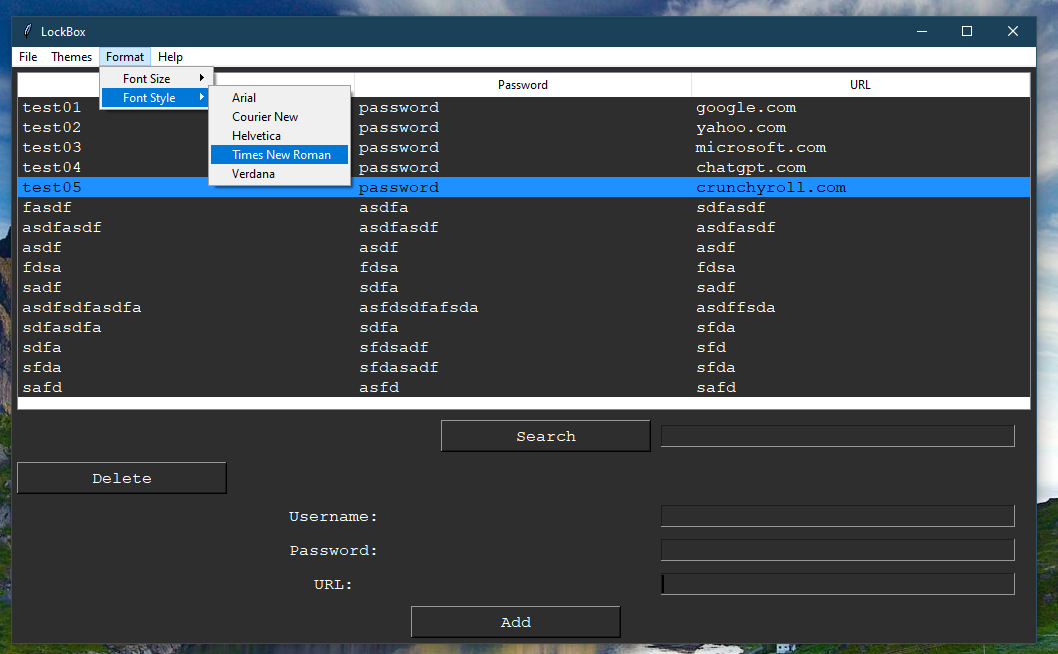 LockBox
File Themes Format Help
Font Size
Font Style
Arial
Courier New
Helvetica
Times New Roman
Verdana
Password URL
test01 password google.com
test02 password yahoo.com
test03 password microsoft.com
test04 password chatgpt.com
test05 password crunchyroll.com
fasdf asdfa sdfasdf
asdfasdf asdfasdf asdfasdf
asdf asdf asdf
fdsa fdsa fdsa
sadf sdfa sadf
asdfsdfasdfa asfdsdfafsda asdffsda
sdfasdfa sdfa sfda
sdfa sfdsadf sfd
sfda sfdasadf sfda
safd asfd safd
Search
Delete
Username:
Password:
URL:
Add